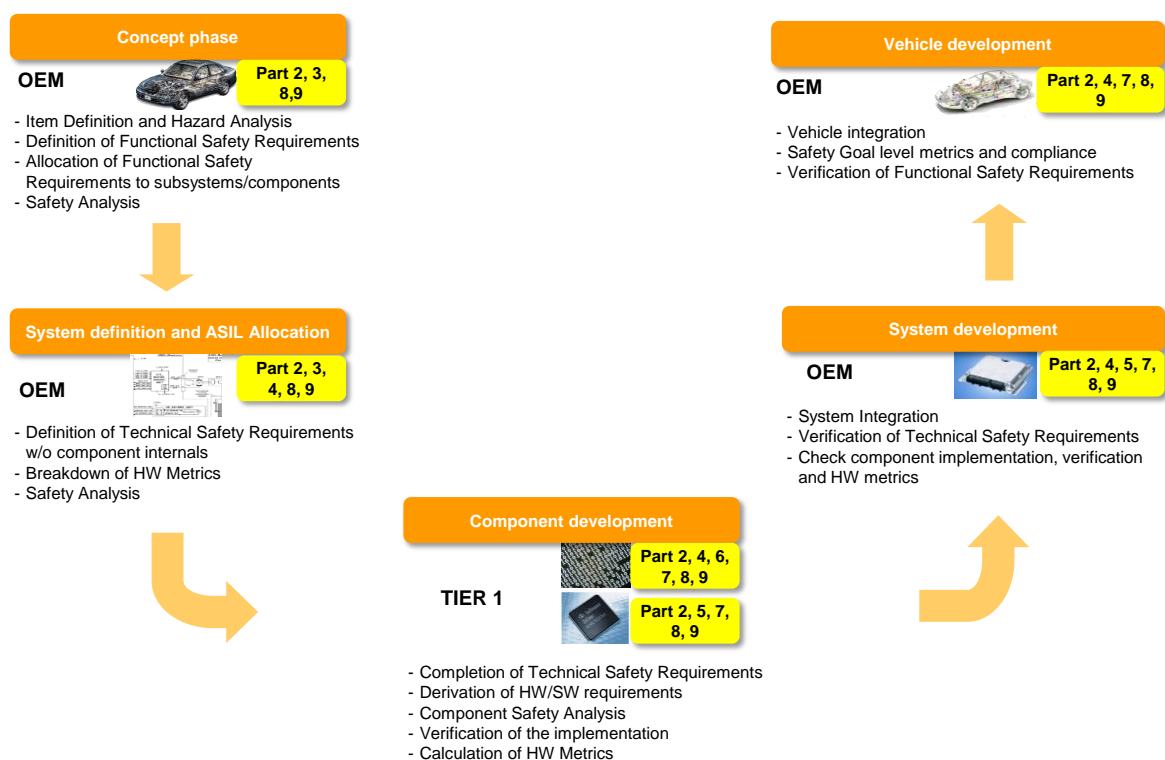 Concept phase
OEM
Part 2, 3,
8,9
- Item Definition and Hazard Analysis
- Definition of Functional Safety Requirements
- Allocation of Functional Safety
Requirements to subsystems/components
- Safety Analysis
System definition and ASIL Allocation
OEM
Part 2, 3,
4, 8, 9
- Definition of Technical Safety Requirements
w/o component internals
- Breakdown of HW Metrics
- Safety Analysis
Component development
TIER 1
Part 2, 4, 6,
7, 8, 9
Part 2, 5, 7,
8, 9
- Completion of Technical Safety Requirements
- Derivation of HW/SW requirements
- Component Safety Analysis
- Verification of the implementation
- Calculation of HW Metrics
System development
OEM
Part 2, 4, 5, 7,
8, 9
- System Integration
- Verification of Technical Safety Requirements
- Check component implementation, verification
and HW metrics
Vehicle development
OEM
Part 2, 4, 7, 8,
9
- Vehicle integration
- Safety Goal level metrics and compliance
- Verification of Functional Safety Requirements